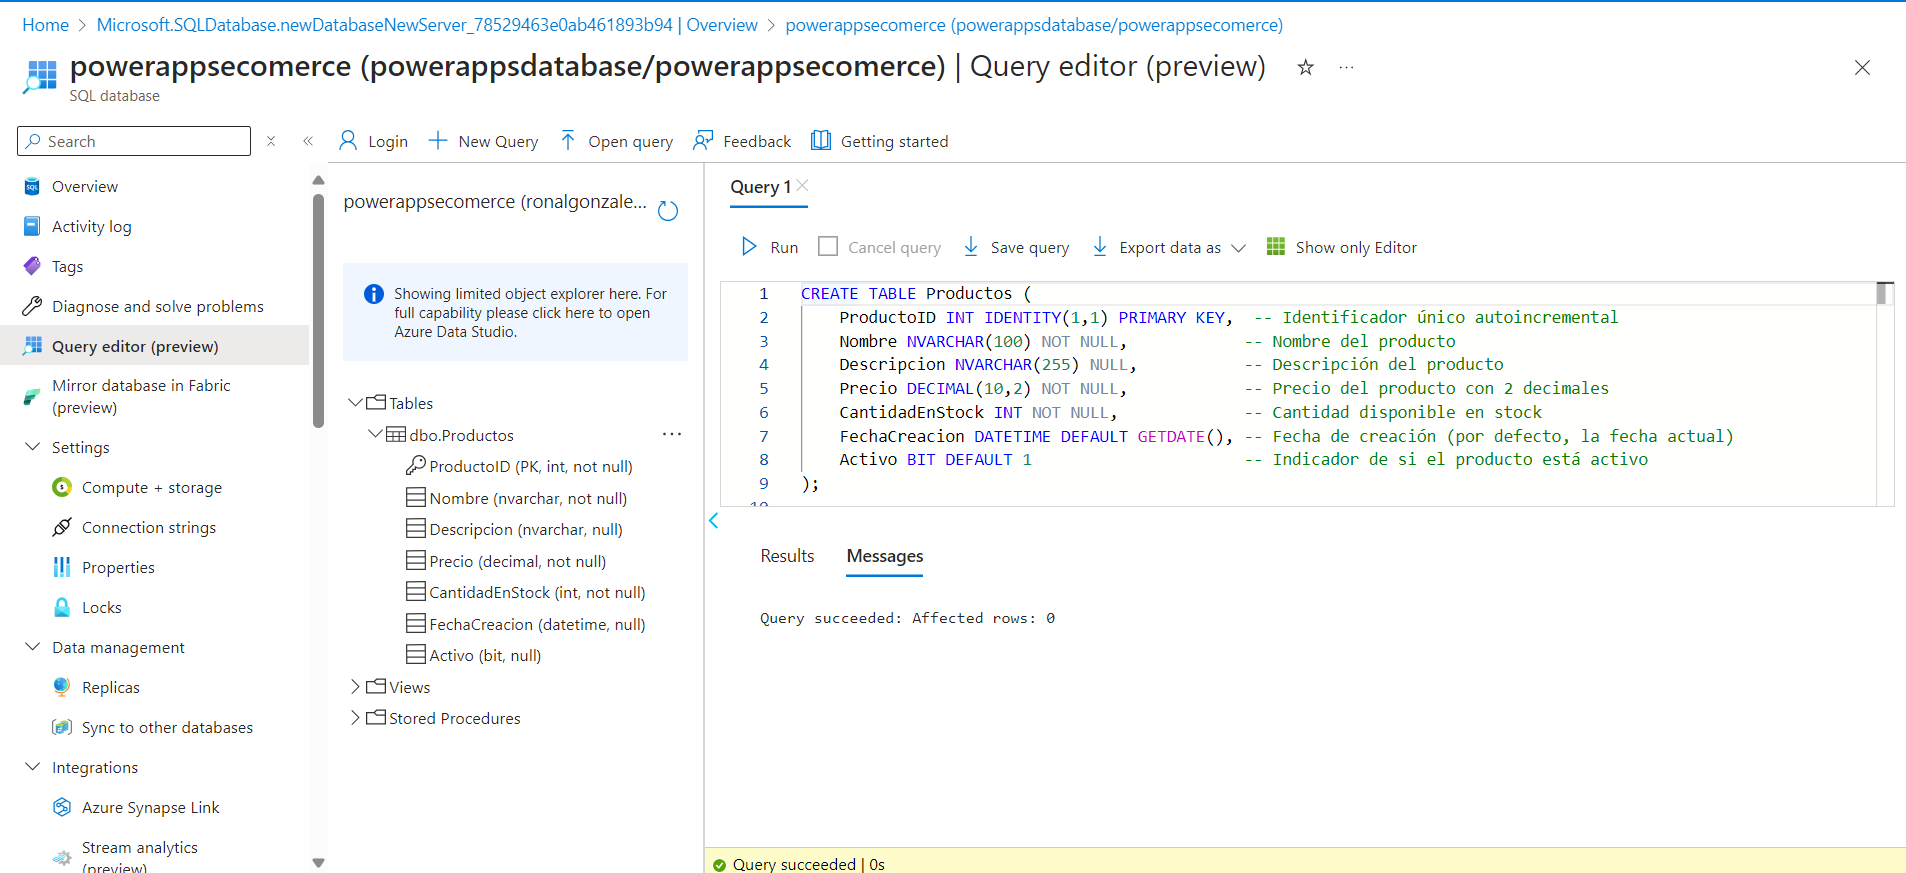 Home > Microsoft.SQLDatabase.newDatabaseNewServer_78529463e0ab461893b94 | Overview > powerappsecomerce (powerappsdatabase/powerappsecomerce)
powerappsecomerce (powerappsdatabase/powerappsecomerce) | Query editor (preview)
SQL database
Search
Login
New Query
Open query
Feedback
Getting started
Overview
Activity log
Tags
Diagnose and solve problems
Query editor (preview)
Mirror database in Fabric
(preview)
Settings
Compute + storage
Connection strings
Properties
Locks
Data management
Replicas
Sync to other databases
Integrations
Azure Synapse Link
Stream analytics
(preview)
powerappsecomerce (ronalgonzale...
Showing limited object explorer here. For
full capability please click here to open
Azure Data Studio.
Tables
dbo.Productos
ProductoID (PK, int, not null)
Nombre (nvarchar, not null)
Descripcion (nvarchar, null)
Precio (decimal, not null)
CantidadEnStock (int, not null)
FechaCreacion (datetime, null)
Activo (bit, null)
Views
Stored Procedures
Query 1
Run
Cancel query
Save query
Export data as
Show only Editor
1 CREATE TABLE Productos (
2 ProductoID INT IDENTITY(1,1) PRIMARY KEY, -- Identificador único autoincremental
3 Nombre NVARCHAR(100) NOT NULL, -- Nombre del producto
4 Descripcion NVARCHAR(255) NULL, -- Descripción del producto
5 Precio DECIMAL(10,2) NOT NULL, -- Precio del producto con 2 decimales
6 CantidadEnStock INT NOT NULL, -- Cantidad disponible en stock
7 FechaCreacion DATETIME DEFAULT GETDATE(), -- Fecha de creación (por defecto, la fecha actual)
8 Activo BIT DEFAULT 1 -- Indicador de si el producto está activo
9 );
10
Results
Messages
Query succeeded: Affected rows: 0
Query succeeded | 0s